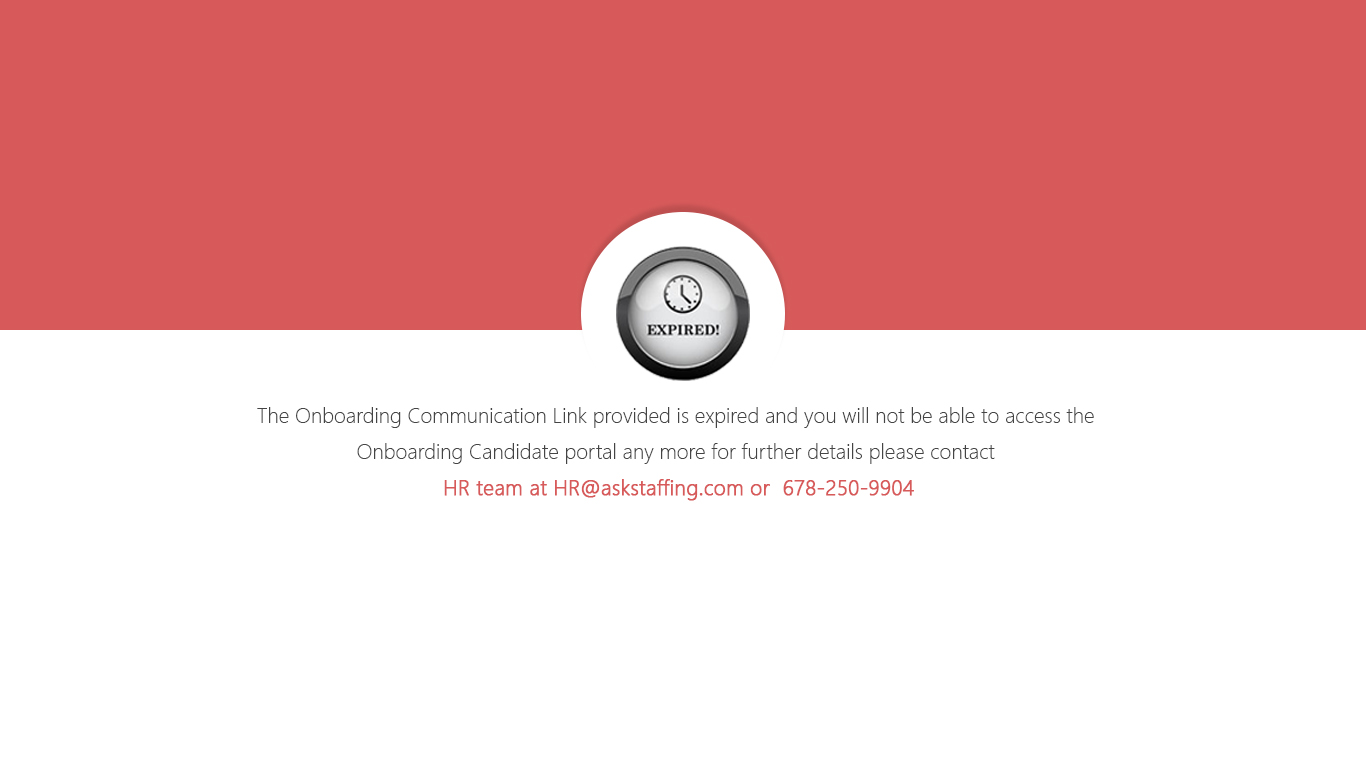 EXPIRED!
The Onboarding Communication Link provided is expired and you will not be able to access the
Onboarding Candidate portal any more for further details please contact
HR team at HR@askstaffing.com or  678-250-9904